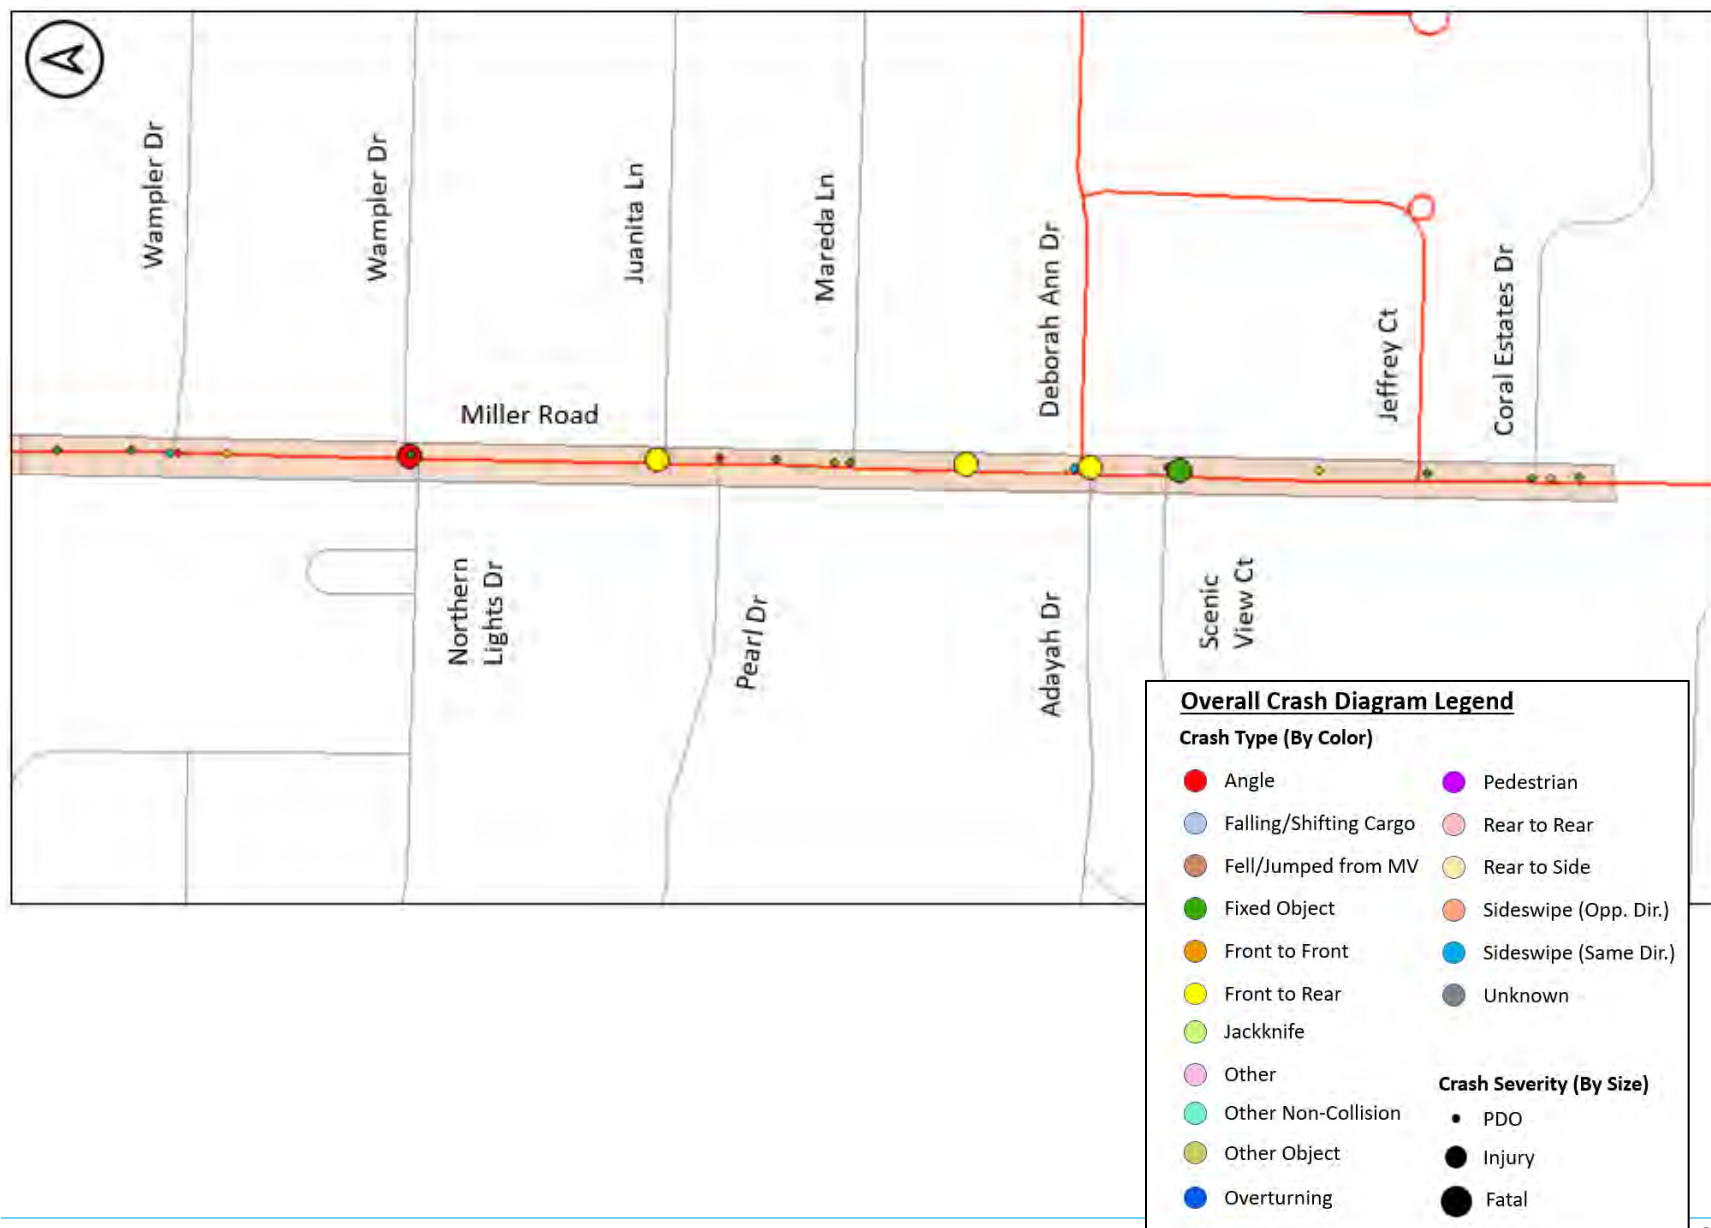 Wampler Dr
Wampler Dr
Juanita Ln
Mareda Ln
Deborah Ann Dr
Jeffrey Ct
Coral Estates Dr
Miller Road
Northern
Lights Dr
Pearl Dr
Adayah Dr
Scenic
View Ct
Overall Crash Diagram Legend
Crash Type (By Color)
Angle
Falling/Shifting Cargo
Fell/Jumped from MV
Fixed Object
Front to Front
Front to Rear
Jackknife
Other
Other Non-Collision
Other Object
Overturning
Pedestrian
Rear to Rear
Rear to Side
Sideswipe (Opp. Dir.)
Sideswipe (Same Dir.)
Unknown
Crash Severity (By Size)
PDO
Injury
Fatal